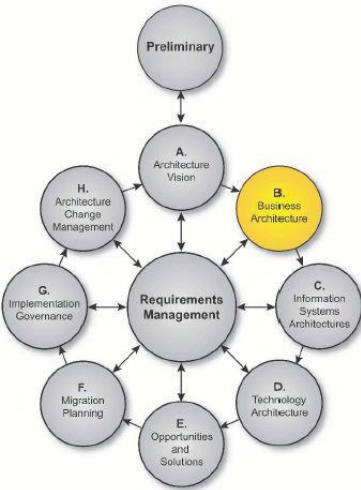 Preliminary
A.
Architecture
Vision
B.
Business
Architecture
C.
Information
Systems
Architectures
D.
Technology
Architecture
E.
Opportunities
and
Solutions
F.
Migration
Planning
G.
Implementation
Governance
H.
Architecture
Change
Management
Requirements
Management